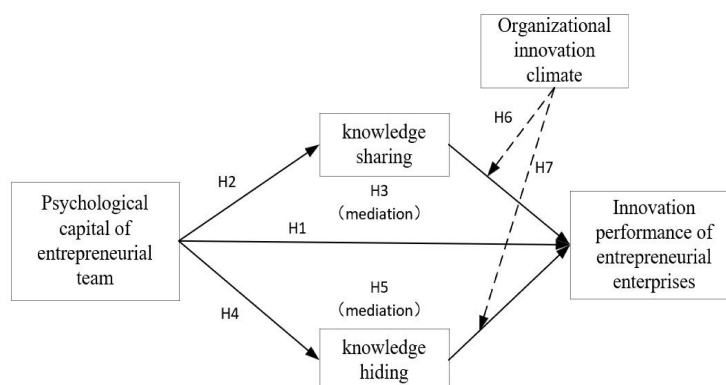 Organizational
innovation
climate
H6
knowledge
sharing
H7
H2
H3
（mediation）
Psychological
capital of
entrepreneurial
team
H1
Innovation
performance of
entrepreneurial
enterprises
H5
（mediation）
H4
knowledge
hiding